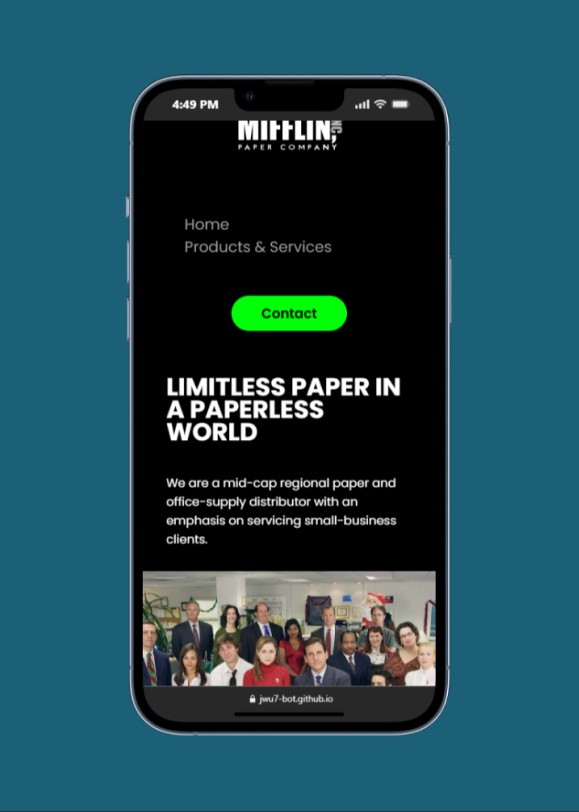 4:49 PM
MIFFLIN,
PAPER COMPANY
Home
Products & Services
Contact
LIMITLESS PAPER IN
A PAPERLESS
WORLD
We are a mid-cap regional paper and
office-supply distributor with an
emphasis on servicing small-business
clients.
jwu7-bot.github.io